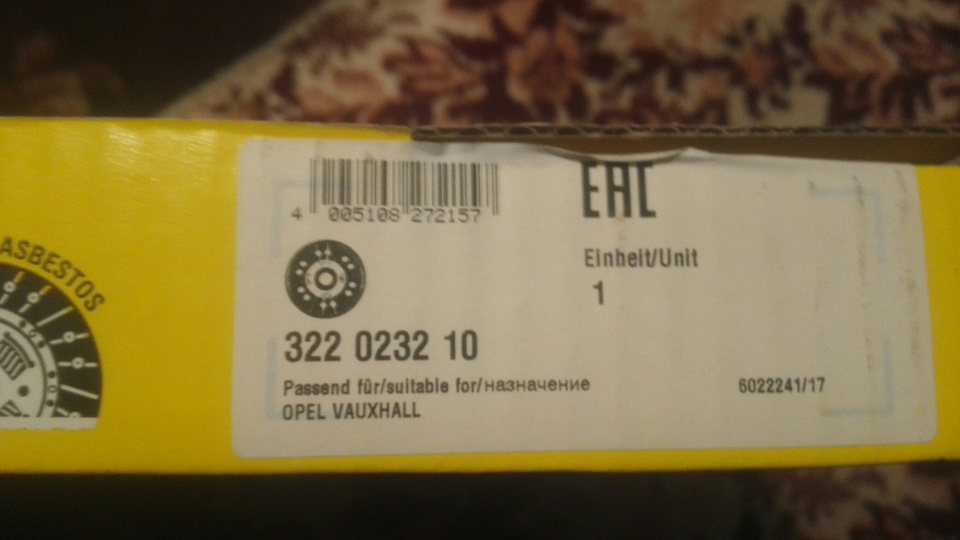 ASBESTOS
EAC
4 005108 272157
Einheit/Unit
1
322 0232 10
Passend für/suitable for/назначение
6022241/17
OPEL VAUXHALL